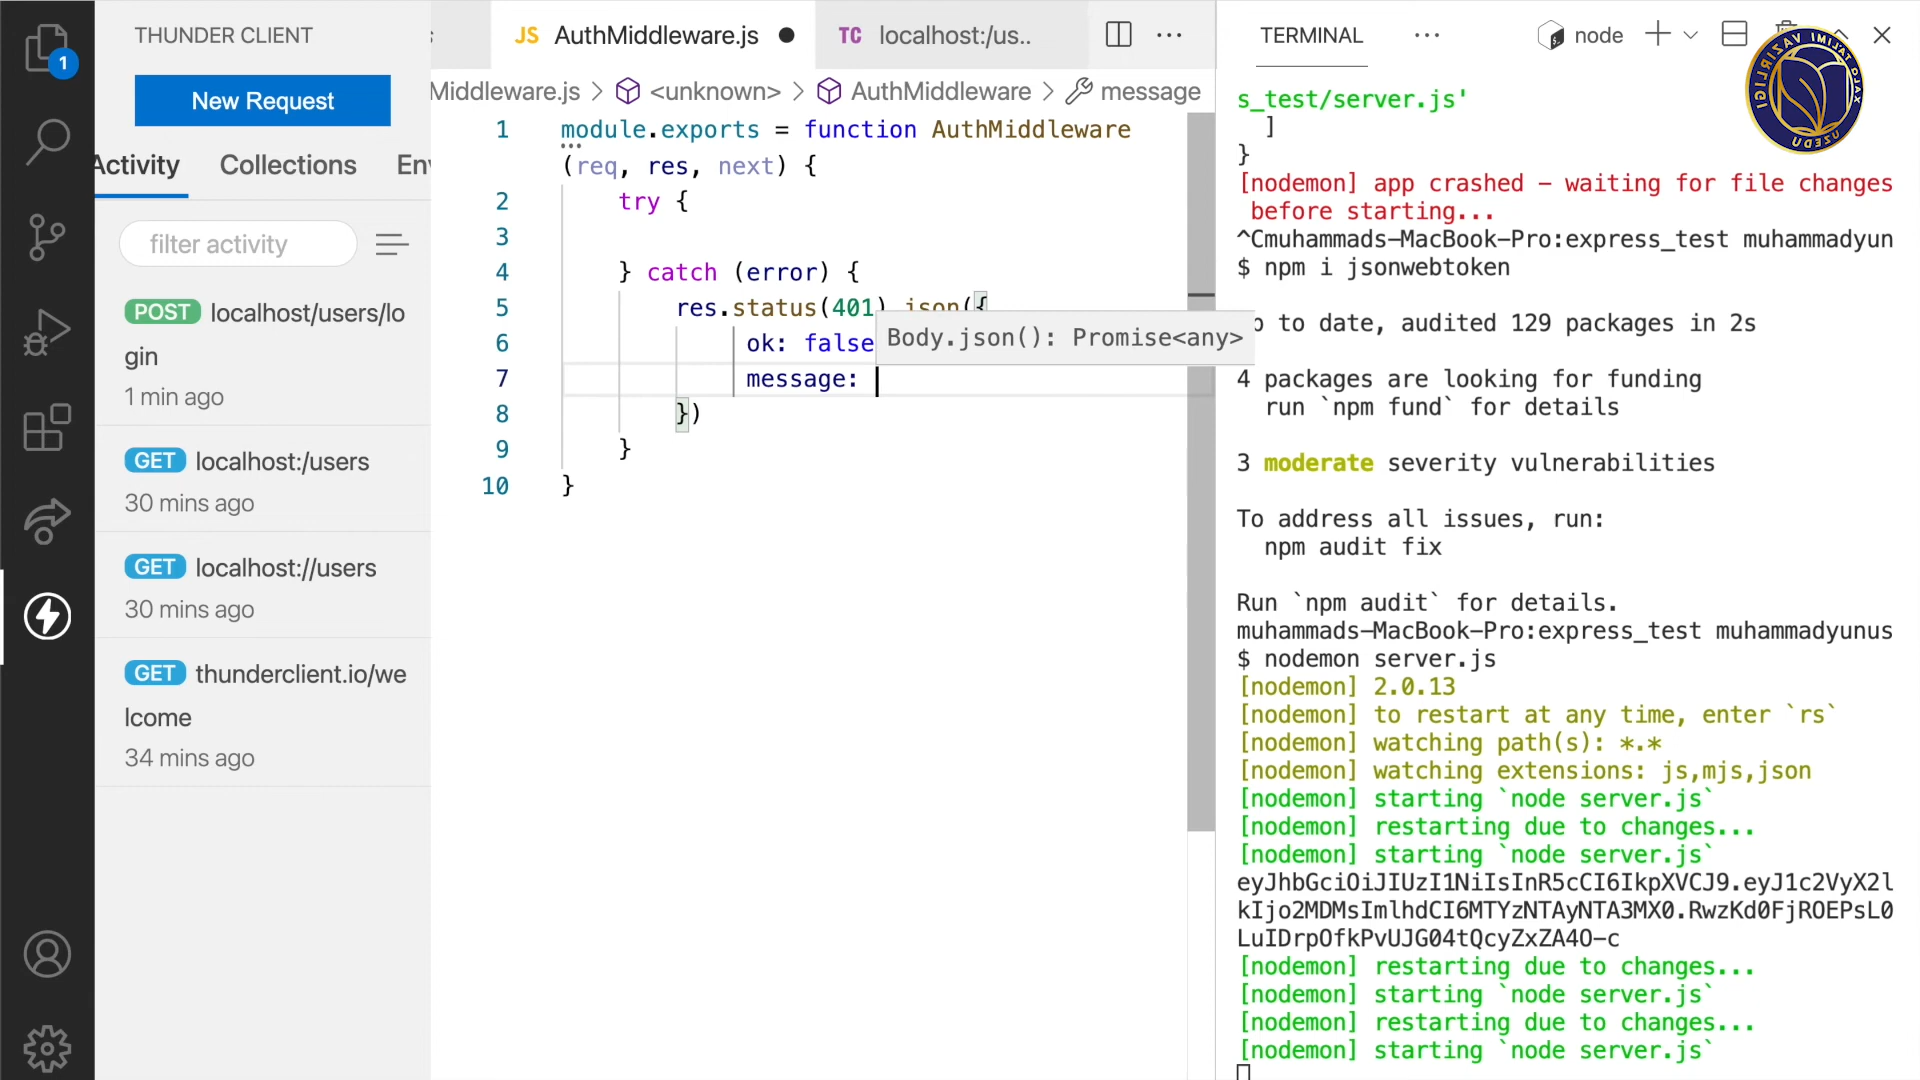 THUNDER CLIENT
New Request
Activity Collections Env
filter activity
POST localhost/users/lo
gin
1 min ago
GET localhost:/users
30 mins ago
GET localhost://users
30 mins ago
GET thunderclient.io/we
lcome
34 mins ago
1
JS AuthMiddleware.js
TC localhost:/us..
Middleware.js > <unknown> > AuthMiddleware > message
1 module.exports = function AuthMiddleware
(req, res, next) {
2 try {
3
4 } catch (error) {
5 res.status(401).json({
6 ok: false
Body.json(): Promise<any>
7 message:
8 })
9 }
10 }
TERMINAL
node
s_test/server.js'
]
}
[nodemon] app crashed - waiting for file changes
before starting...
^Cmuhammads-MacBook-Pro:express_test muhammadyun
$ npm i jsonwebtoken
to date, audited 129 packages in 2s
4 packages are looking for funding
run `npm fund` for details
3 moderate severity vulnerabilities
To address all issues, run:
npm audit fix
Run `npm audit` for details.
muhammads-MacBook-Pro:express_test muhammadyunus
$ nodemon server.js
[nodemon] 2.0.13
[nodemon] to restart at any time, enter `rs`
[nodemon] watching path(s): *.*
[nodemon] watching extensions: js,mjs,json
[nodemon] starting `node server.js`
[nodemon] restarting due to changes...
[nodemon] starting `node server.js`
eyJhbGciOiJIUzI1NiIsInR5cCI6IkpXVCJ9.eyJ1c2VyX2l
kIjo2MDMsImlhdCI6MTYzNTAyNTA3MX0.RwzKd0FjROEPsL0
LuIDrpOfkPvUJG04tQcyZxZA4O-c
[nodemon] restarting due to changes...
[nodemon] starting `node server.js`
[nodemon] restarting due to changes...
[nodemon] starting `node server.js`
XALQ TA'LIMI VAZIRLIGI
UZEDU